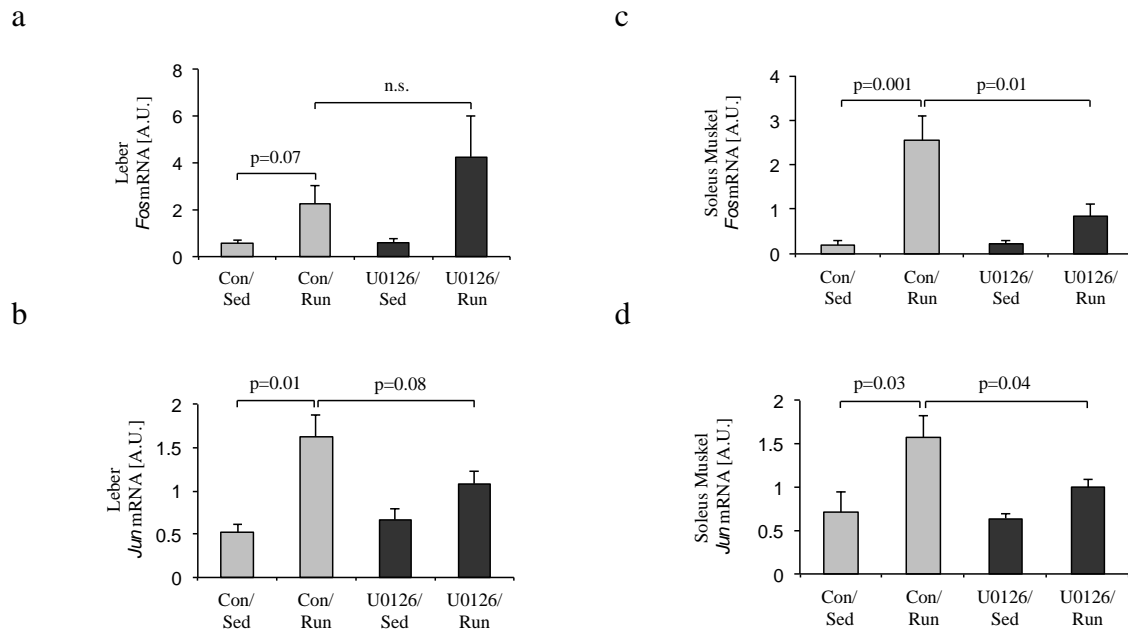 a
Leber
Fos mRNA [A.U.]
8
6
4
2
0
n.s.
p=0.07
Con/
Sed
Con/
Run
U0126/
Sed
U0126/
Run
b
Leber
Jun mRNA [A.U.]
2
1.5
1
0.5
0
p=0.01
p=0.08
Con/
Sed
Con/
Run
U0126/
Sed
U0126/
Run
c
Soleus Muskel
Fos mRNA [A.U.]
4
3
2
1
0
p=0.001
p=0.01
Con/
Sed
Con/
Run
U0126/
Sed
U0126/
Run
d
Soleus Muskel
Jun mRNA [A.U.]
2
1.5
1
0.5
0
p=0.03
p=0.04
Con/
Sed
Con/
Run
U0126/
Sed
U0126/
Run